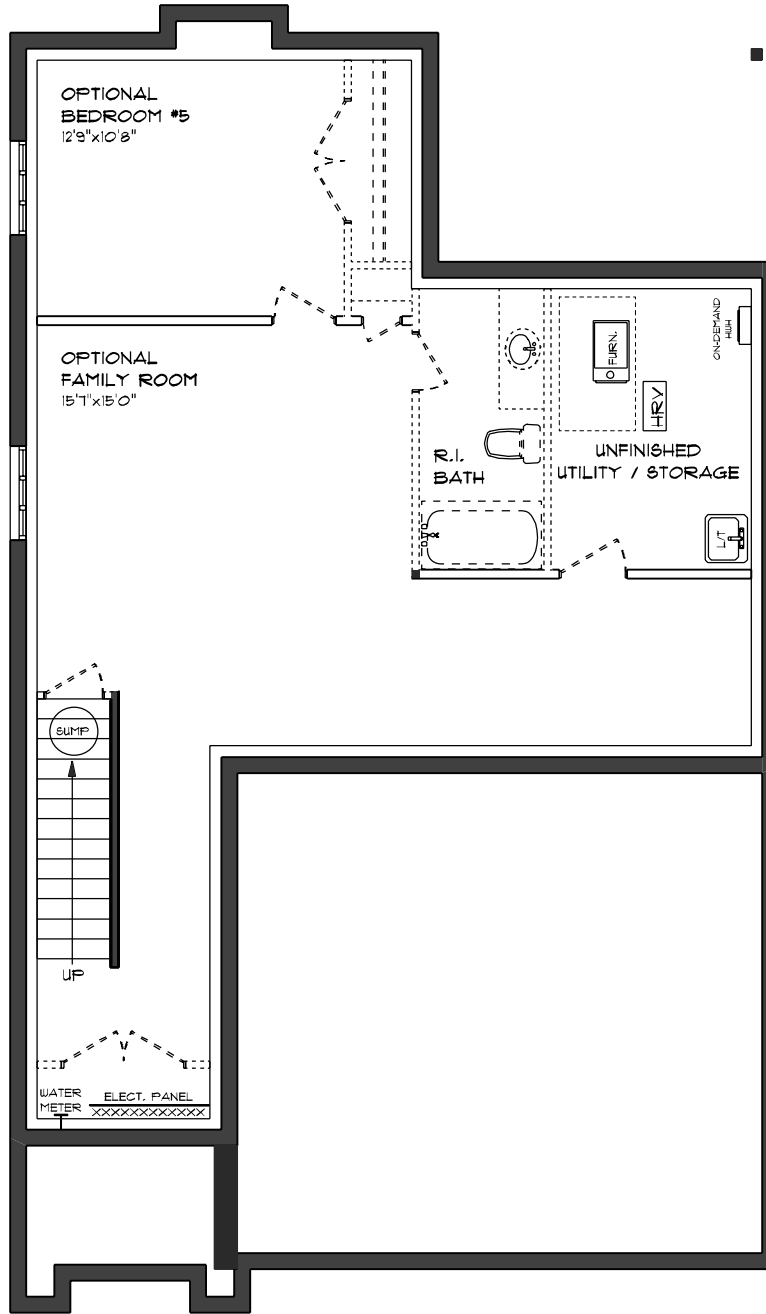 OPTIONAL
BEDROOM #5
12'9"x10'8"
OPTIONAL
FAMILY ROOM
15'7"x15'0"
ON-DEMAND
HWH
FURN.
HRV
R.I.
BATH
UNFINISHED
UTILITY / STORAGE
L/T
SUMP
UP
WATER
METER
ELECT. PANEL